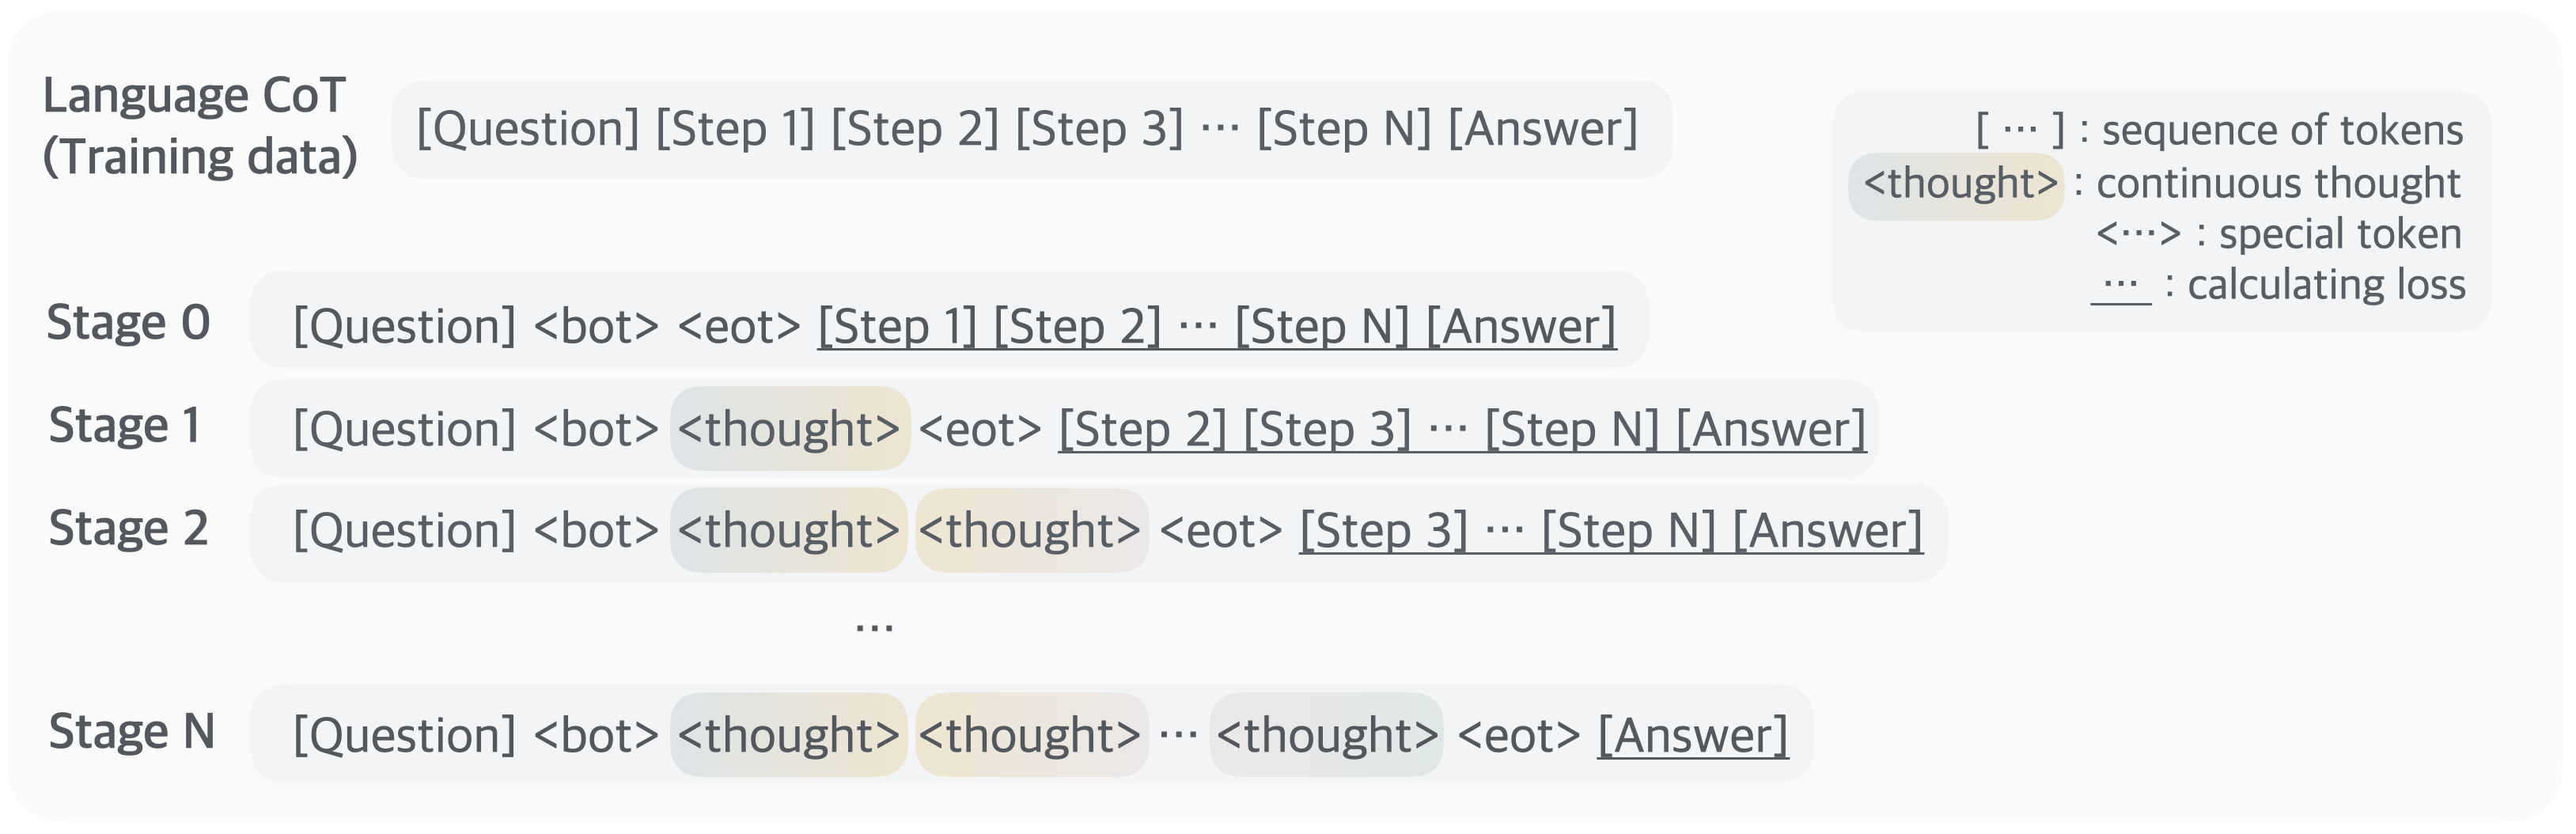 Language CoT
(Training data)
[Question] [Step 1] [Step 2] [Step 3] ··· [Step N] [Answer]
[ ··· ] : sequence of tokens
<thought> : continuous thought
<···> : special token
··· : calculating loss
Stage 0 [Question] <bot> <eot> [Step 1] [Step 2] ··· [Step N] [Answer]
Stage 1 [Question] <bot> <thought> <eot> [Step 2] [Step 3] ··· [Step N] [Answer]
Stage 2 [Question] <bot> <thought> <thought> <eot> [Step 3] ··· [Step N] [Answer]
···
Stage N [Question] <bot> <thought> <thought> ··· <thought> <eot> [Answer]